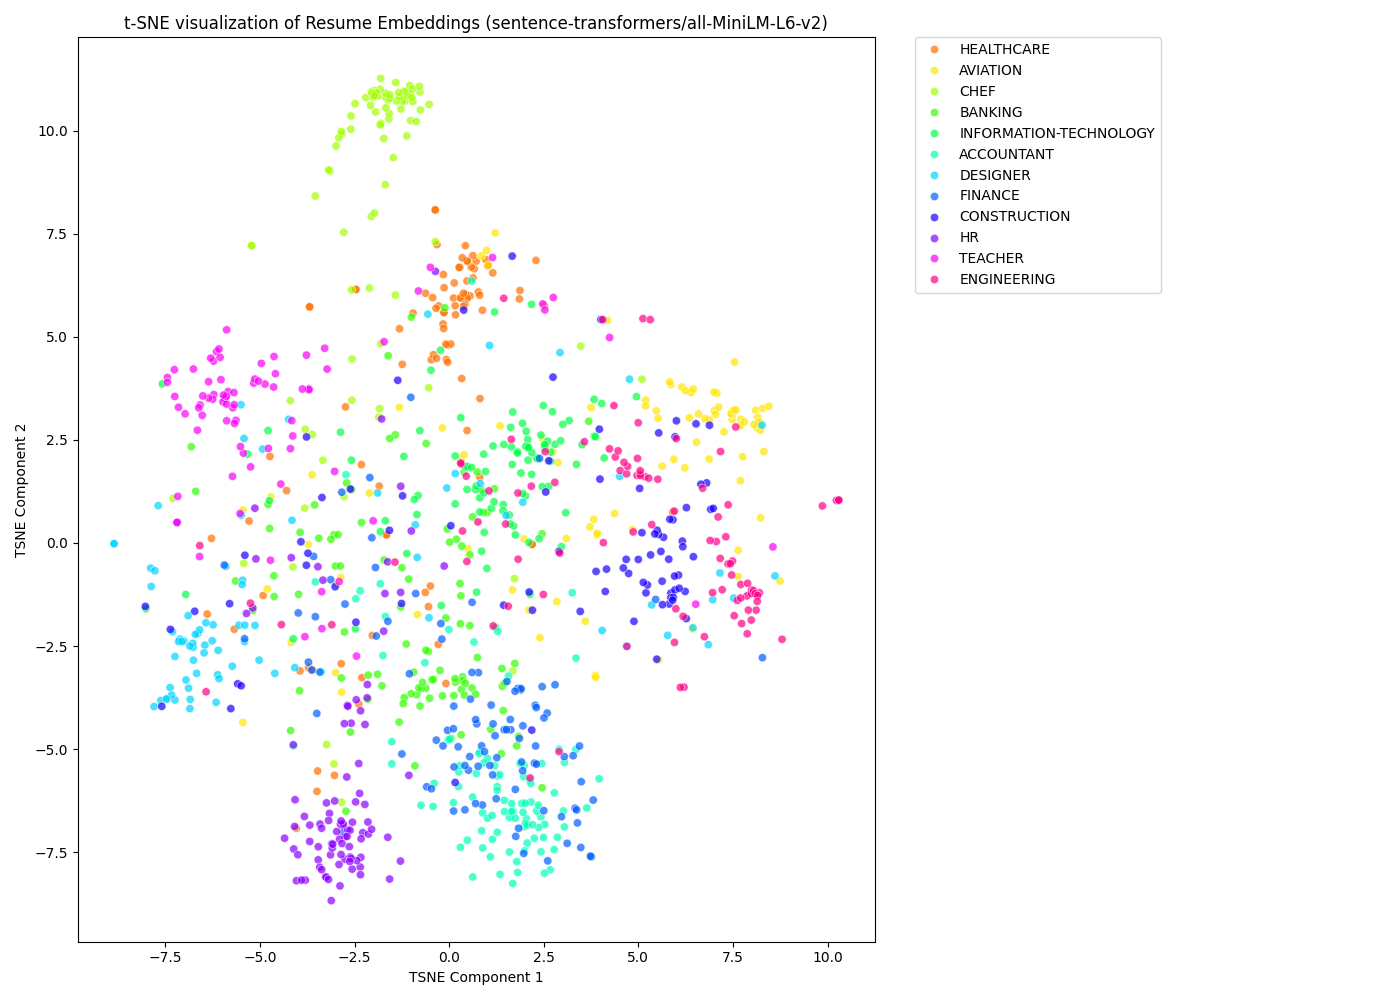 t-SNE visualization of Resume Embeddings (sentence-transformers/all-MiniLM-L6-v2)
HEALTHCARE
AVIATION
CHEF
BANKING
INFORMATION-TECHNOLOGY
ACCOUNTANT
DESIGNER
FINANCE
CONSTRUCTION
HR
TEACHER
ENGINEERING
TSNE Component 2
10.0
7.5
5.0
2.5
0.0
−2.5
−5.0
−7.5
−7.5 −5.0 −2.5 0.0 2.5 5.0 7.5 10.0
TSNE Component 1